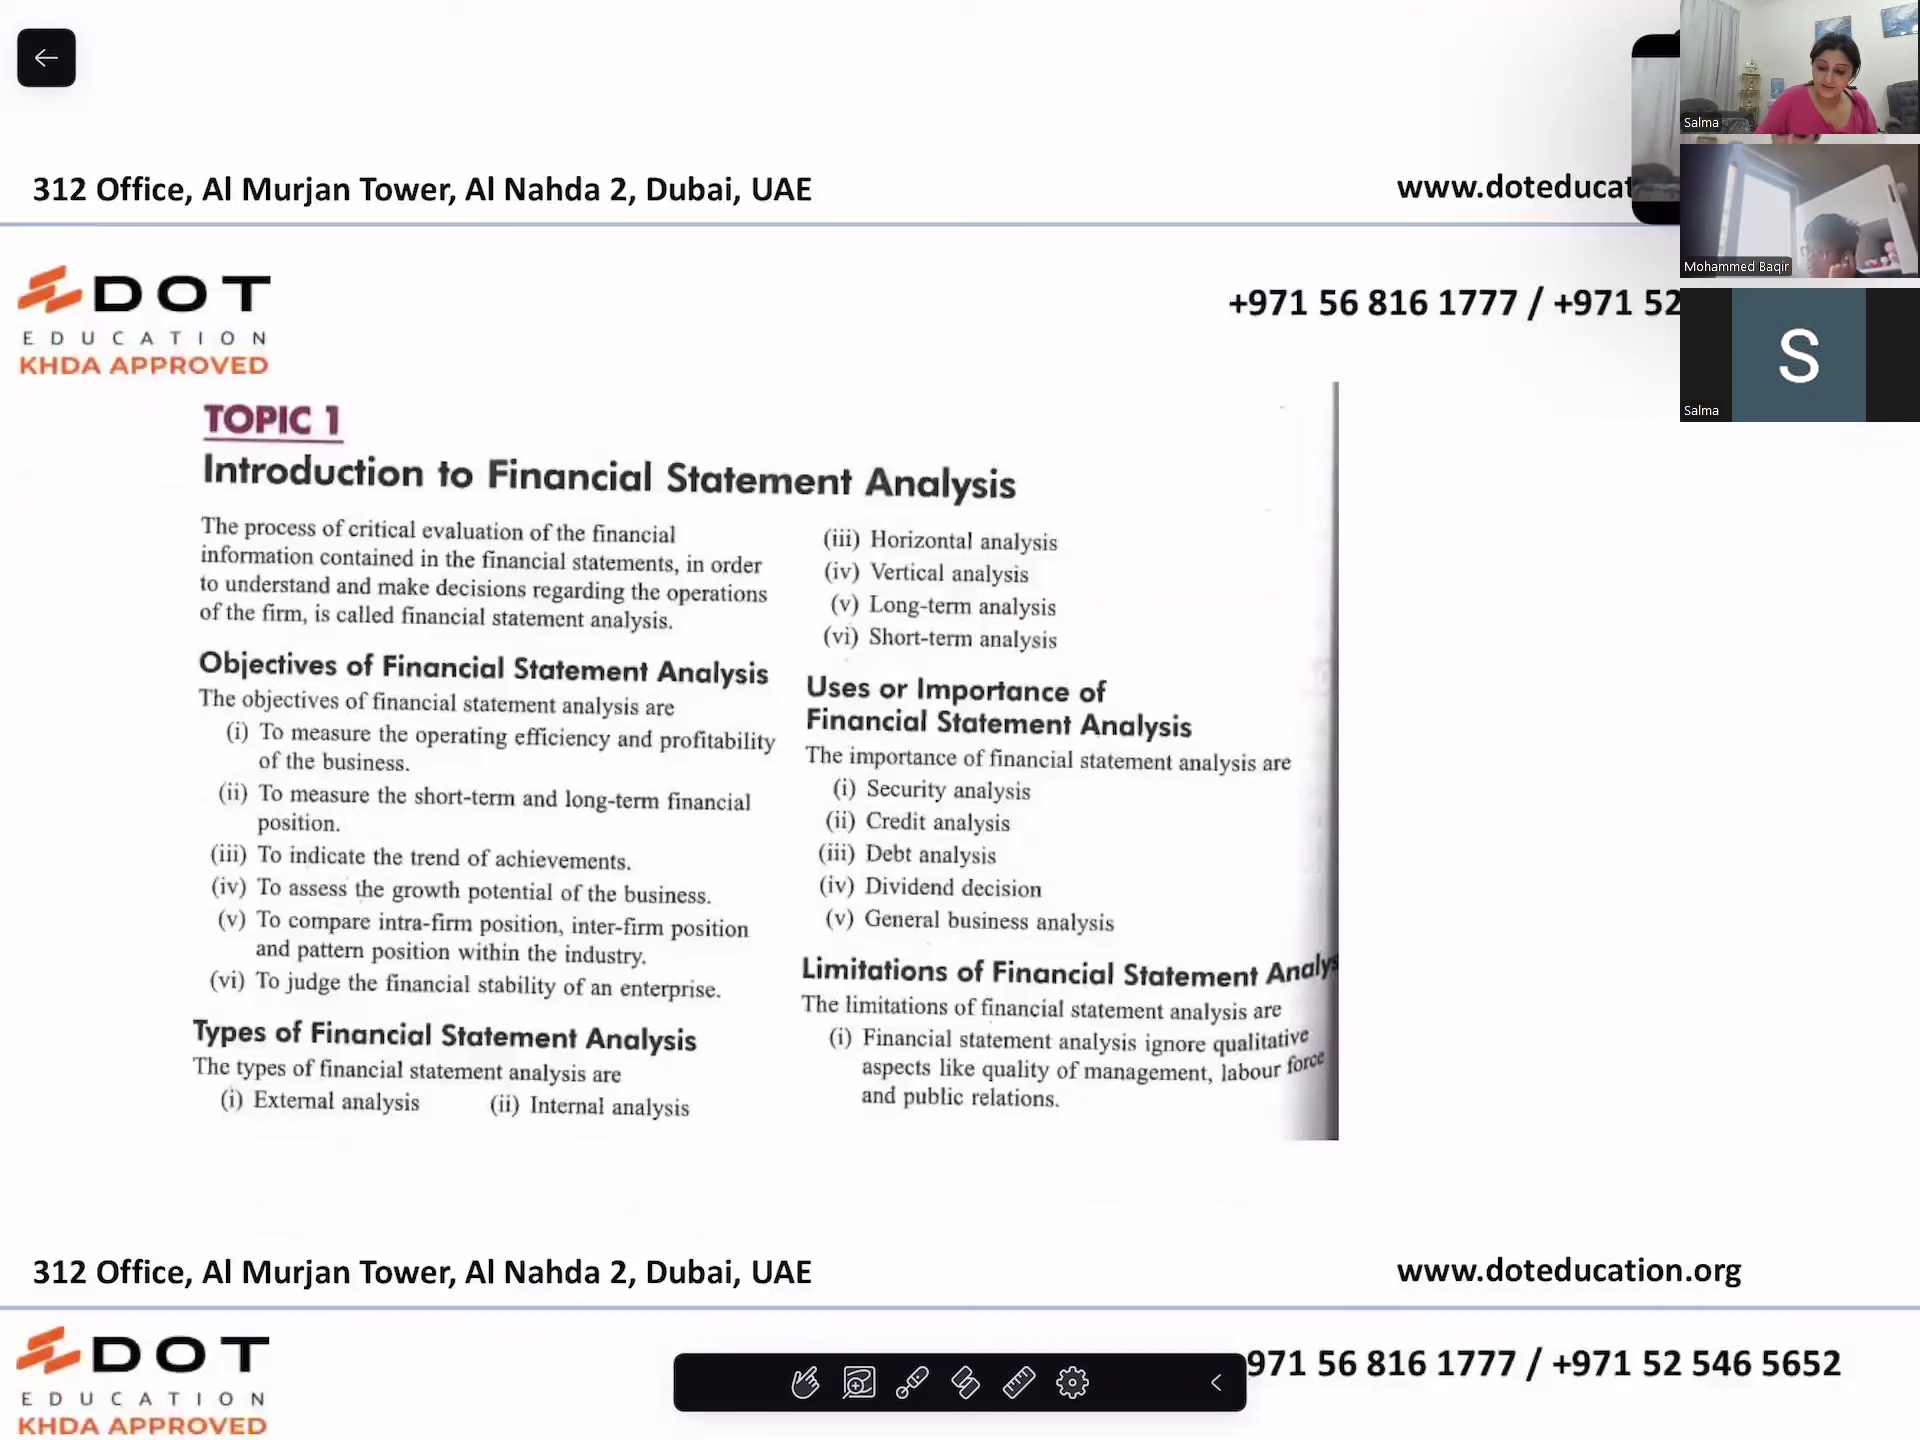 312 Office, Al Murjan Tower, Al Nahda 2, Dubai, UAE
DOT
EDUCATION
KHDA APPROVED
+971 56 816 1777 / +971 52
TOPIC 1
Introduction to Financial Statement Analysis
The process of critical evaluation of the financial
information contained in the financial statements, in order
to understand and make decisions regarding the operations
of the firm, is called financial statement analysis.
Objectives of Financial Statement Analysis
The objectives of financial statement analysis are
(i) To measure the operating efficiency and profitability
of the business.
(ii) To measure the short-term and long-term financial
position.
(iii) To indicate the trend of achievements.
(iv) To assess the growth potential of the business.
(v) To compare intra-firm position, inter-firm position
and pattern position within the industry.
(vi) To judge the financial stability of an enterprise.
Types of Financial Statement Analysis
The types of financial statement analysis are
(i) External analysis (ii) Internal analysis
(iii) Horizontal analysis
(iv) Vertical analysis
(v) Long-term analysis
(vi) Short-term analysis
Uses or Importance of
Financial Statement Analysis
The importance of financial statement analysis are
(i) Security analysis
(ii) Credit analysis
(iii) Debt analysis
(iv) Dividend decision
(v) General business analysis
Limitations of Financial Statement
The limitations of financial statement analysis are
(i) Financial statement analysis ignore qualitative
aspects like quality of management, labour force
and public relations.
312 Office, Al Murjan Tower, Al Nahda 2, Dubai, UAE
www.doteducation.org
DOT
EDUCATION
KHDA APPROVED
971 56 816 1777 / +971 52 546 5652
Salma
Mohammed Baqir
S
Salma